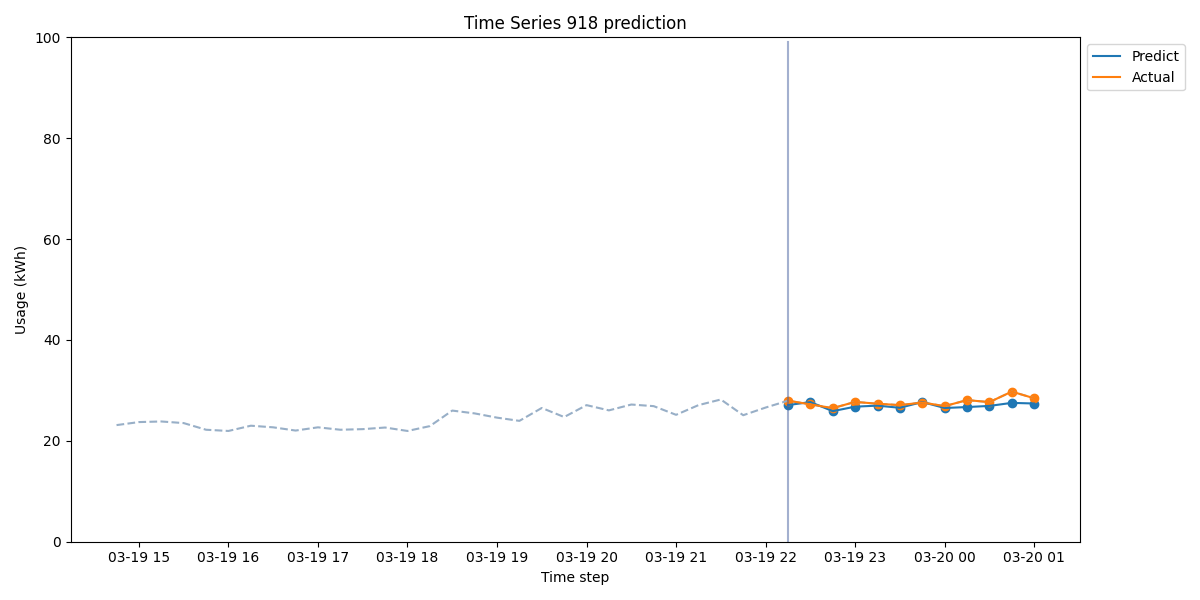 Time Series 918 prediction
100
80
60
40
20
0
Usage (kWh)
03-19 15 03-19 16 03-19 17 03-19 18 03-19 19 03-19 20 03-19 21 03-19 22 03-19 23 03-20 00 03-20 01
Time step
Predict
Actual